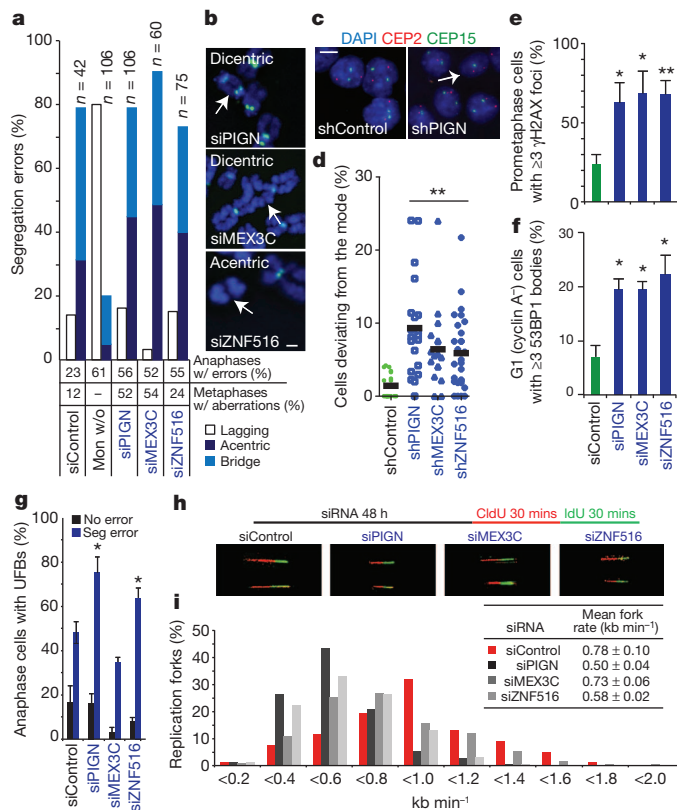 a
Segregation errors (%)
100
80
60
40
20
0
n = 42
n = 106
n = 106
n = 60
n = 75
23 61 56 52 55
Anaphases w/ errors (%)
12 – 52 54 24
Metaphases w/ aberrations (%)
siControl
Mon w/o
siPIGN
siMEX3C
siZNF516
Lagging
Acentric
Bridge
b
Dicentric
siPIGN
Dicentric
siMEX3C
Acentric
siZNF516
c
DAPI CEP2 CEP15
shControl
shPIGN
d
Cells deviating from the mode (%)
30
20
10
0
**
shControl
shPIGN
shMEX3C
shZNF516
e
Prometaphase cells
with ≥3 γH2AX foci (%)
100
50
0
*
*
**
f
G1 (cyclin A–) cells
with ≥3 53BP1 bodies (%)
30
20
10
0
*
*
*
siControl
siPIGN
siMEX3C
siZNF516
g
No error
Seg error
Anaphase cells with UFBs (%)
100
80
60
40
20
0
*
*
siControl
siPIGN
siMEX3C
siZNF516
h
siRNA 48 h
CldU 30 mins
IdU 30 mins
siControl
siPIGN
siMEX3C
siZNF516
i
Replication forks (%)
50
40
30
20
10
0
siRNA
Mean fork
rate (kb min–1)
siControl 0.78 ± 0.10
siPIGN 0.50 ± 0.04
siMEX3C 0.73 ± 0.06
siZNF516 0.58 ± 0.02
<0.2 <0.4 <0.6 <0.8 <1.0 <1.2 <1.4 <1.6 <1.8 <2.0
kb min–1